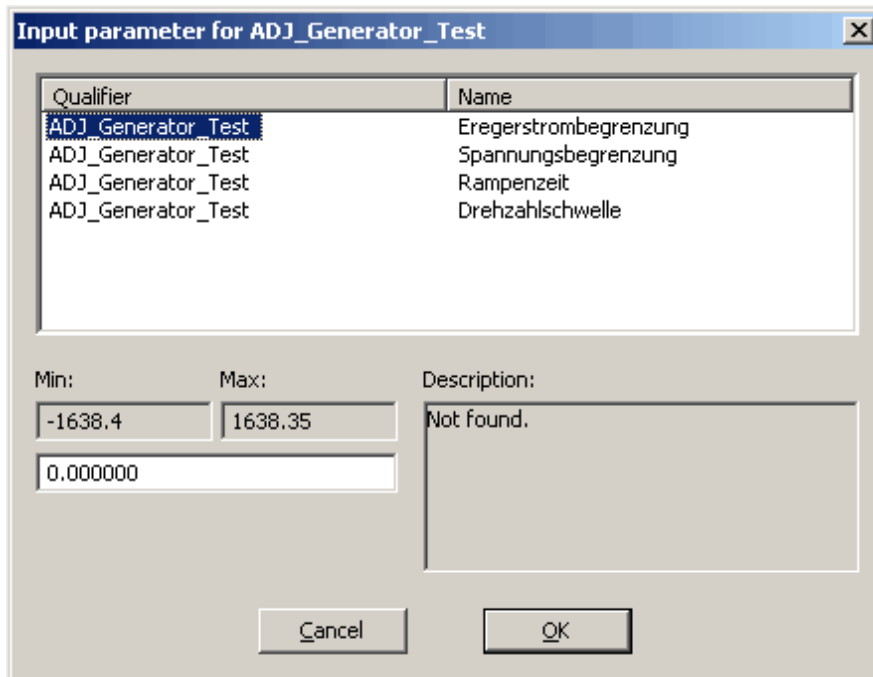 Input parameter for ADJ_Generator_Test
Qualifier Name
ADJ_Generator_Test Eregerstrombegrenzung
ADJ_Generator_Test Spannungsbegrenzung
ADJ_Generator_Test Rampenzeit
ADJ_Generator_Test Drehzahlschwelle
Min: Max: Description:
-1638.4 1638.35 Not found.
0.000000
Cancel OK